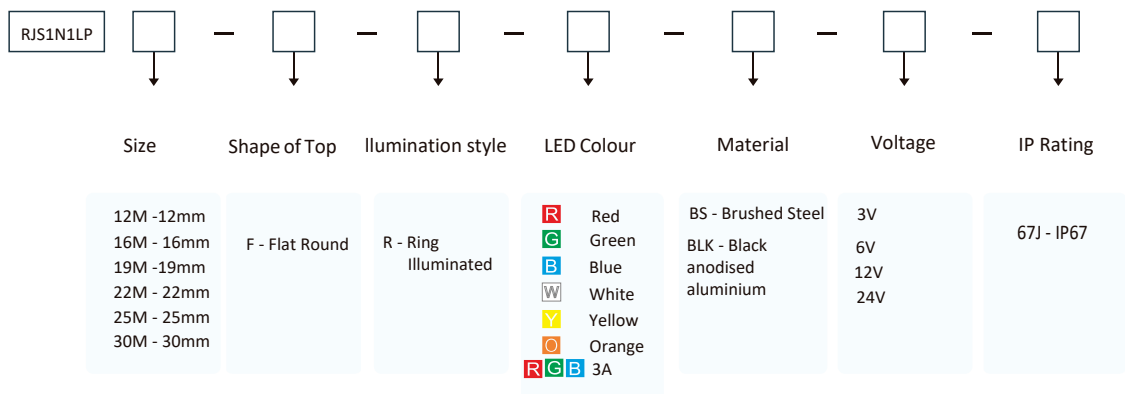 RJS1N1LP
Size
12M -12mm
16M - 16mm
19M -19mm
22M - 22mm
25M - 25mm
30M - 30mm
Shape of Top
F - Flat Round
llumination style
R - Ring
Illuminated
LED Colour
R Red
G Green
B Blue
W White
Y Yellow
O Orange
RGB 3A
Material
BS - Brushed Steel
BLK - Black
anodised
aluminium
Voltage
3V
6V
12V
24V
IP Rating
67J - IP67